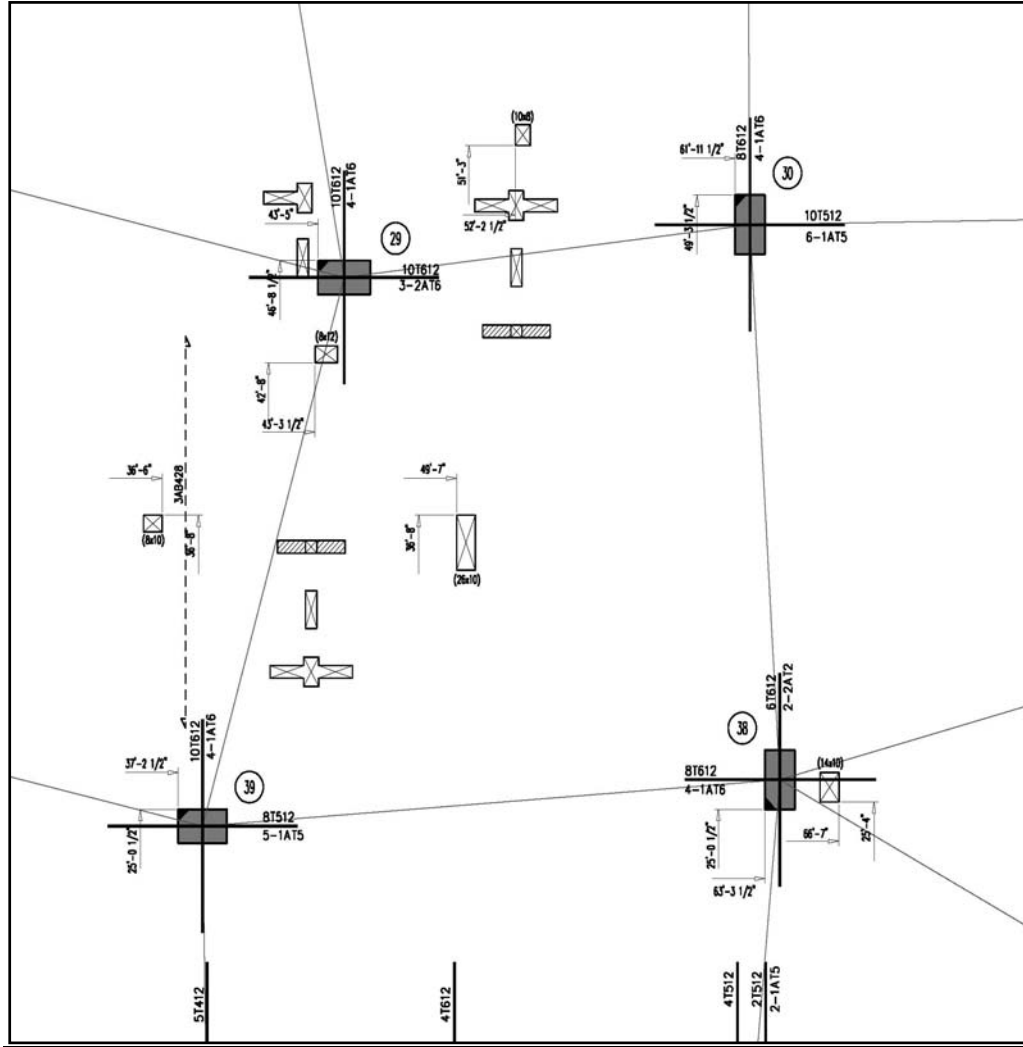 (10x8)
51'-3"
52'-2 1/2"
61'-11 1/2"
8T612
4-1AT6
30
49'-3 1/2"
10T512
6-1AT5
10T612
4-1AT6
43'-5"
29
46'-8 1/2"
10T612
3-2AT6
(8x12)
42'-8"
43'-3 1/2"
36'-6"
3AB428
(8x10)
36'-8"
49'-7"
36'-8"
(26x10)
10T612
4-1AT6
37'-2 1/2"
39
25'-0 1/2"
8T512
5-1AT5
6T612
2-2AT2
38
8T612
4-1AT6
(14x10)
25'-0 1/2"
66'-7"
25'-4"
63'-3 1/2"
5T412
4T612
4T512
2T512
2-1AT5